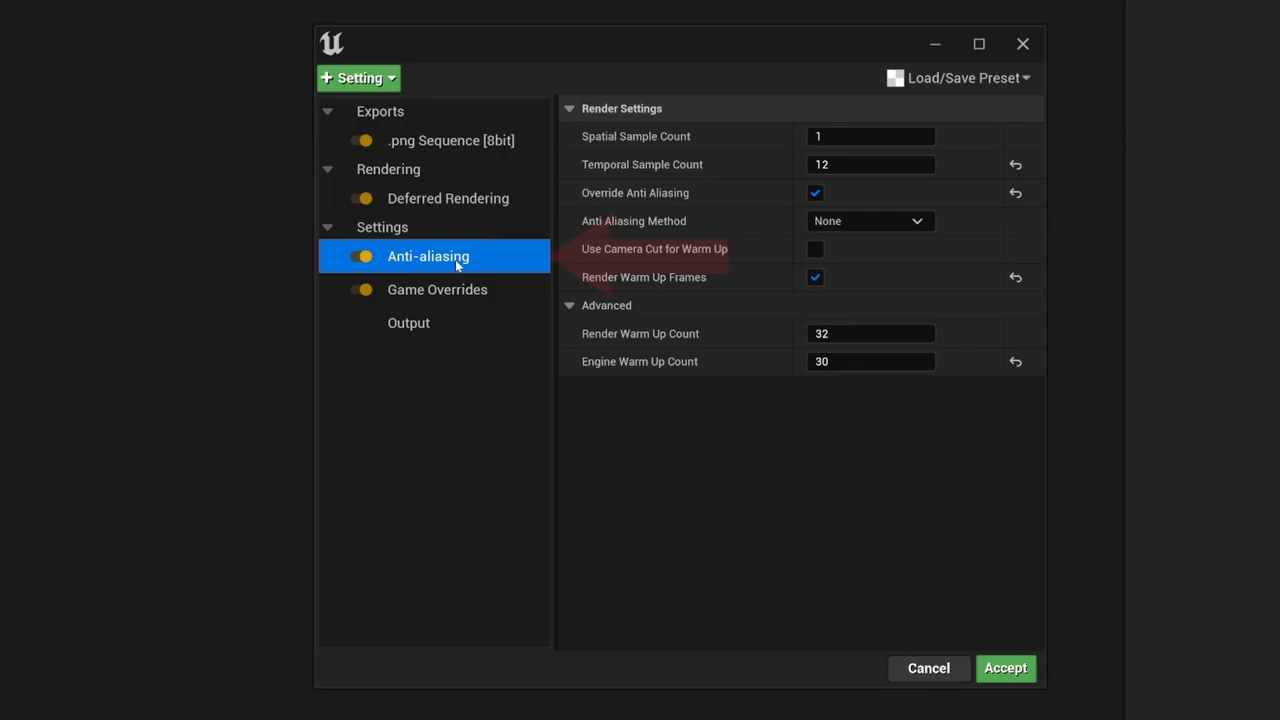 + Setting
Load/Save Preset
Exports
.png Sequence [8bit]
Rendering
Deferred Rendering
Settings
Anti-aliasing
Game Overrides
Output
Render Settings
Spatial Sample Count 1
Temporal Sample Count 12
Override Anti Aliasing
Anti Aliasing Method None
Use Camera Cut for Warm Up
Render Warm Up Frames
Advanced
Render Warm Up Count 32
Engine Warm Up Count 30
Cancel Accept